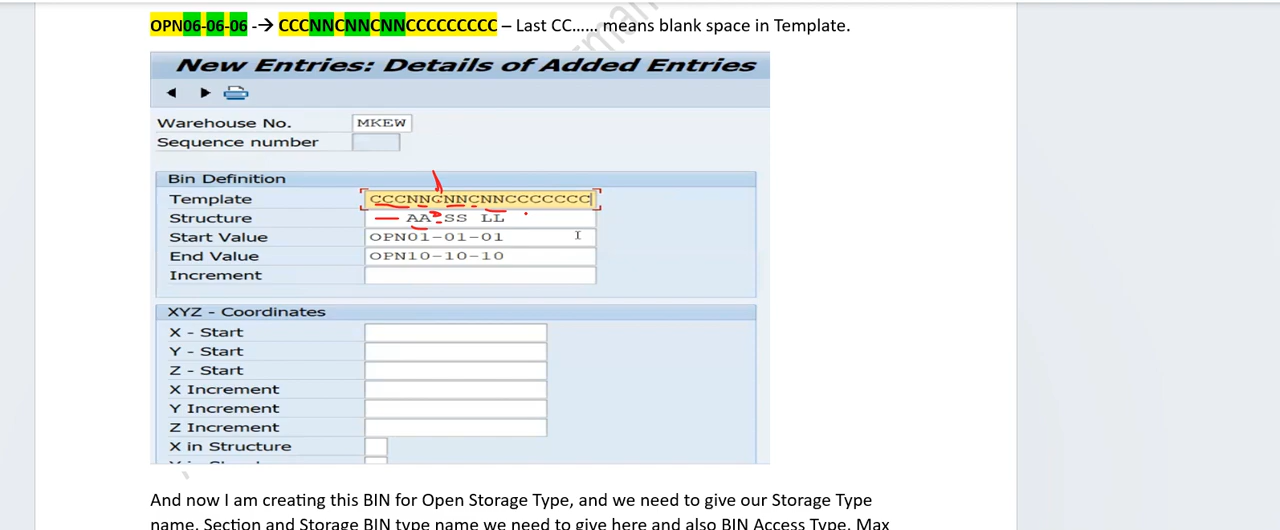 OPN06-06-06 -→ CCCNNCNNCNNCCCCCCCCC – Last CC...... means blank space in Template.
New Entries: Details of Added Entries
Warehouse No. MKEW
Sequence number
Bin Definition
Template CCCNNCNNCNNCCCCCCC
Structure AA SS LL
Start Value OPN01-01-01
End Value OPN10-10-10
Increment
XYZ - Coordinates
X - Start
Y - Start
Z - Start
X Increment
Y Increment
Z Increment
X in Structure
And now I am creating this BIN for Open Storage Type, and we need to give our Storage Type
name, Section and Storage BIN type name we need to give here and also BIN Access Type, Max